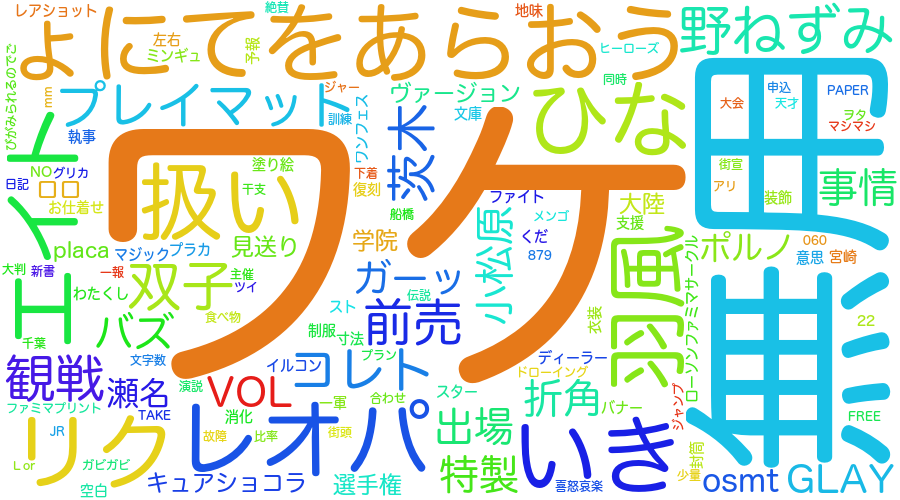 レアショット
ょにてをあらおう
絶賛
地味
野ねずみ
左右
ミンギュ
予報
ヒーローズ
びがみられるのでご
mm
プレイマット
ジャー
訓練
ワンフェス
ヴァージョン
文庫
同時
ひな
大会
申込
天才
PAPER
ヲタ
マシマシ
エイト
執事
ワケ
無理
茨木
NO
グリカ
日記
ロロ
お仕着せ
扱い
塗り絵
干支
下着
復刻
船橋
ファイト
メンゴ
くだ
879
小松原
大陸
支援
街宣
アリ
装飾
事情
placa
マジック
プラカ
見送り
学院
羽風
ポルノ
060
意思
宮崎
ローソンファミマサークル
大判
新書
一報
わたくし
双子
主催
ツイ
食べ物
ガーッ
伝説
スト
前売
制服
寸法
衣装
22
千葉
バズ
文字数
観戦
瀬名
演説
イルコン
コレト
プラン
合わせ
ディーラー
ドローイング
スター
折角
バナー
ジャンプ
ファミマプリント
TAKE
VOL
消化
一軍
JR
リク
レオパ
故障
比率
街頭
出場
いき
FREE
L or
ガビガビ
空白
キュアショコラ
選手権
特製
喜怒哀楽
封筒
少量
osmt
GLAY